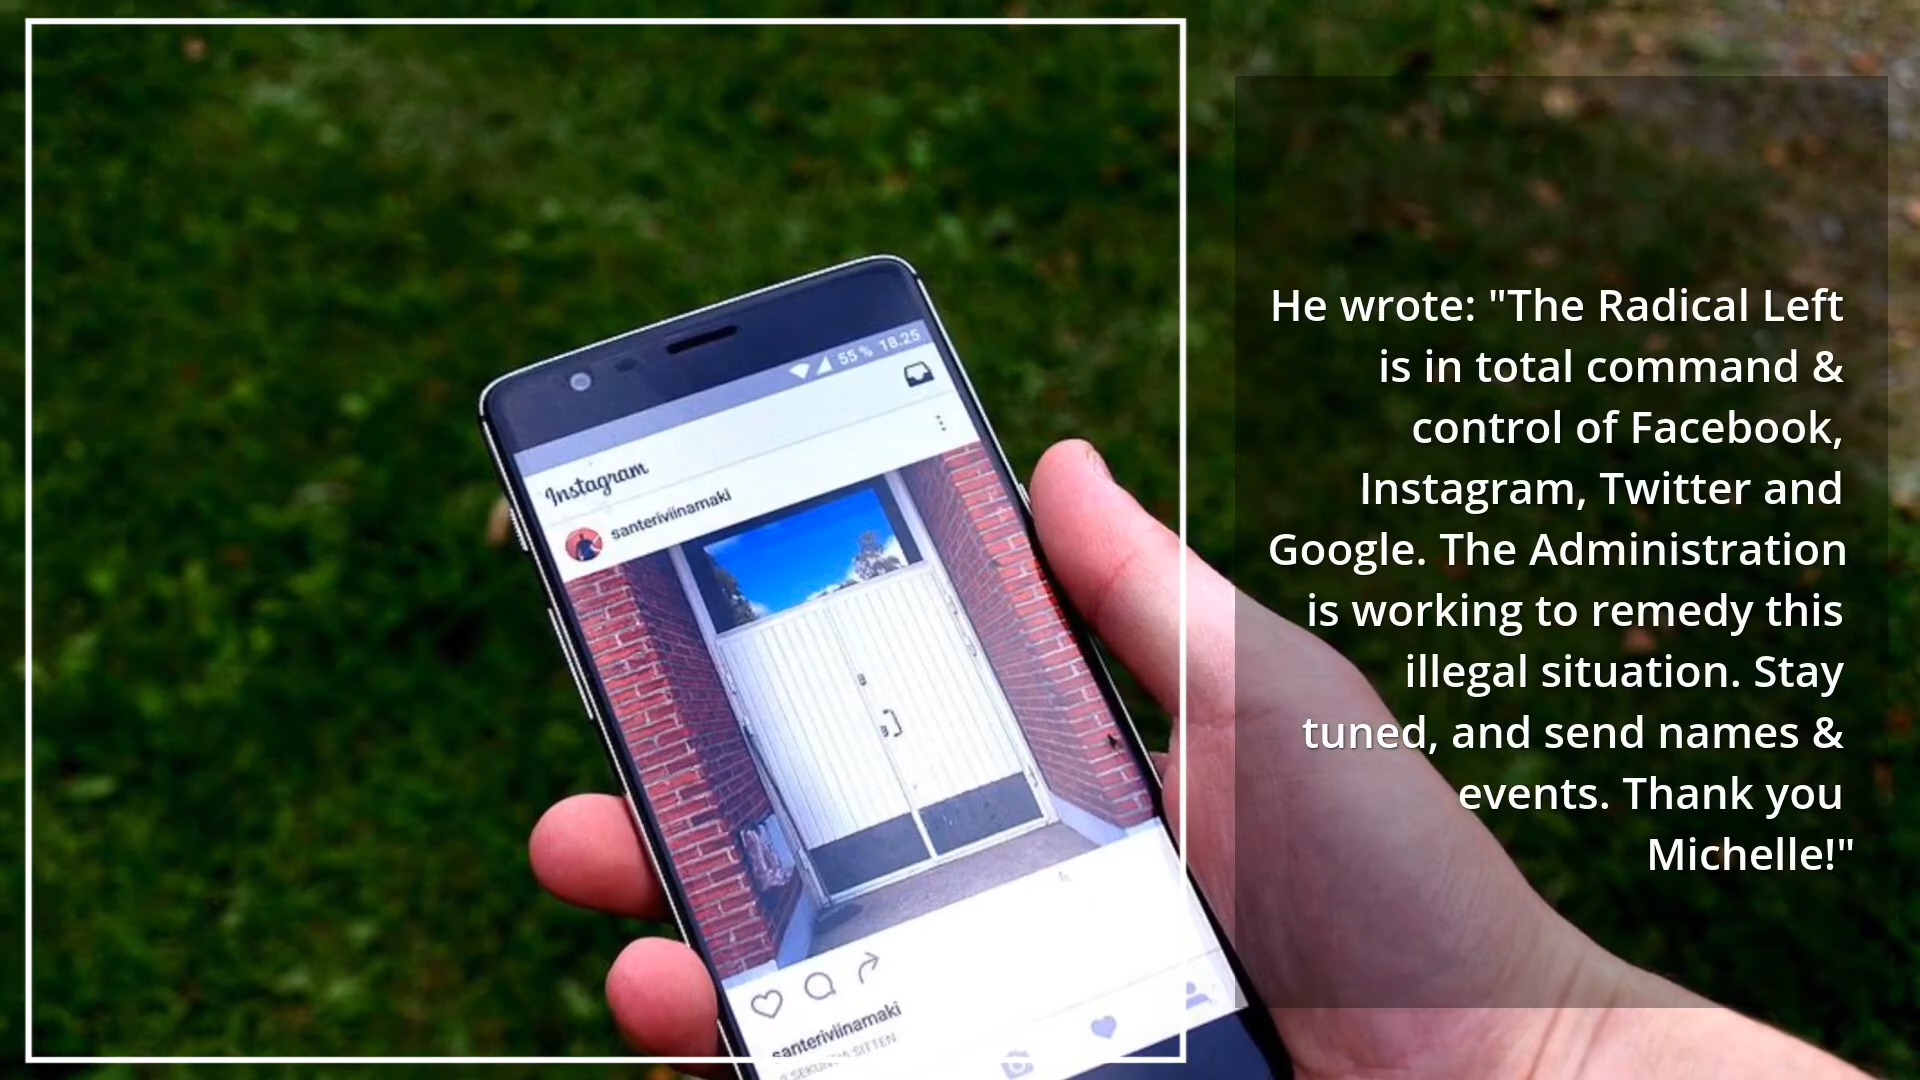 55 % 18.25
Instagram
santeriviinamaki
santeriviinamaki
SITTEN
He wrote: "The Radical Left
is in total command &
control of Facebook,
Instagram, Twitter and
Google. The Administration
is working to remedy this
illegal situation. Stay
tuned, and send names &
events. Thank you
Michelle!"